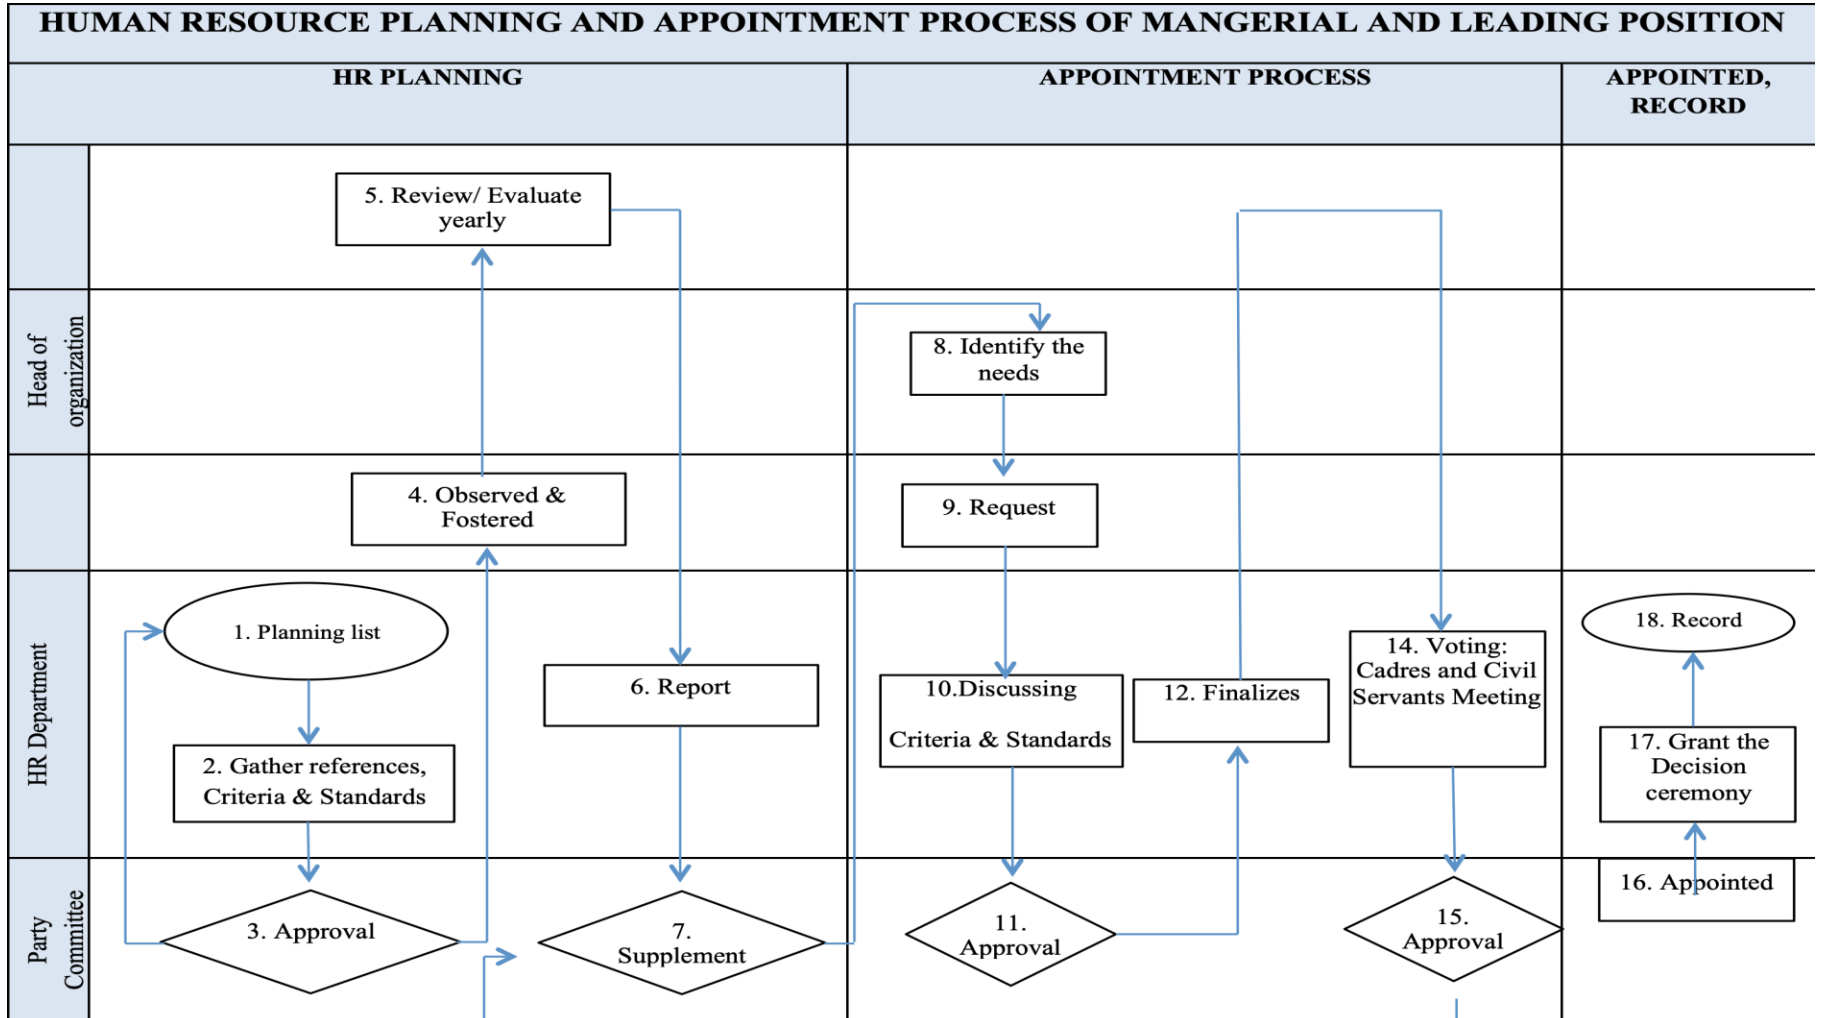 HUMAN RESOURCE PLANNING AND APPOINTMENT PROCESS OF MANGERIAL AND LEADING POSITION
HR PLANNING
APPOINTMENT PROCESS
APPOINTED,
RECORD
5. Review/ Evaluate
yearly
Head of
organization
8. Identify the
needs
4. Observed &
Fostered
9. Request
HR Department
1. Planning list
2. Gather references,
Criteria & Standards
6. Report
10.Discussing
Criteria & Standards
12. Finalizes
14. Voting:
Cadres and Civil
Servants Meeting
18. Record
17. Grant the
Decision
ceremony
Party
Committee
3. Approval
7.
Supplement
11.
Approval
15.
Approval
16. Appointed